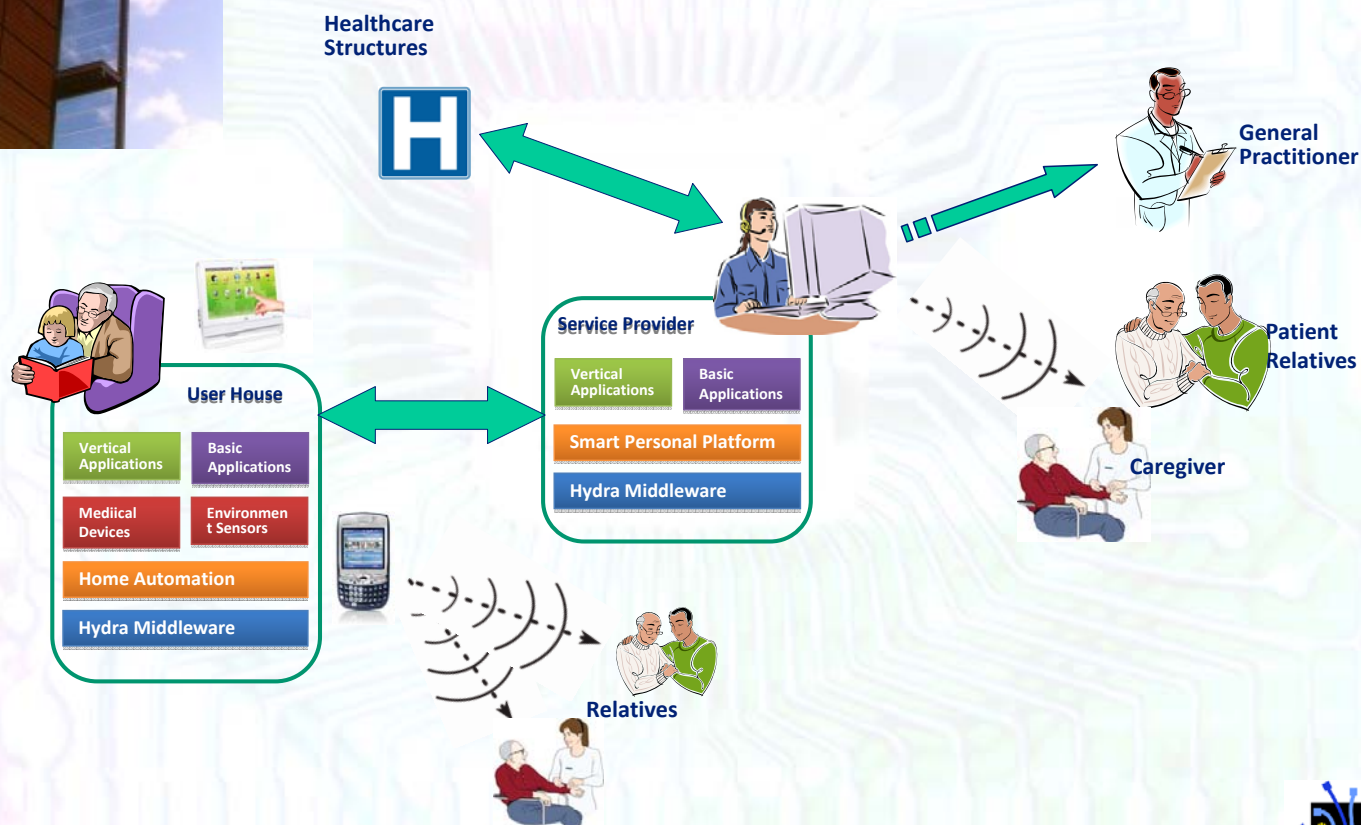 Healthcare
Structures
H
General
Practitioner
Service Provider
Patient
Relatives
User House
Vertical
Applications
Basic
Applications
Smart Personal Platform
Hydra Middleware
Caregiver
Vertical
Applications
Basic
Applications
Mediical
Devices
Environmen
t Sensors
Home Automation
Hydra Middleware
Relatives